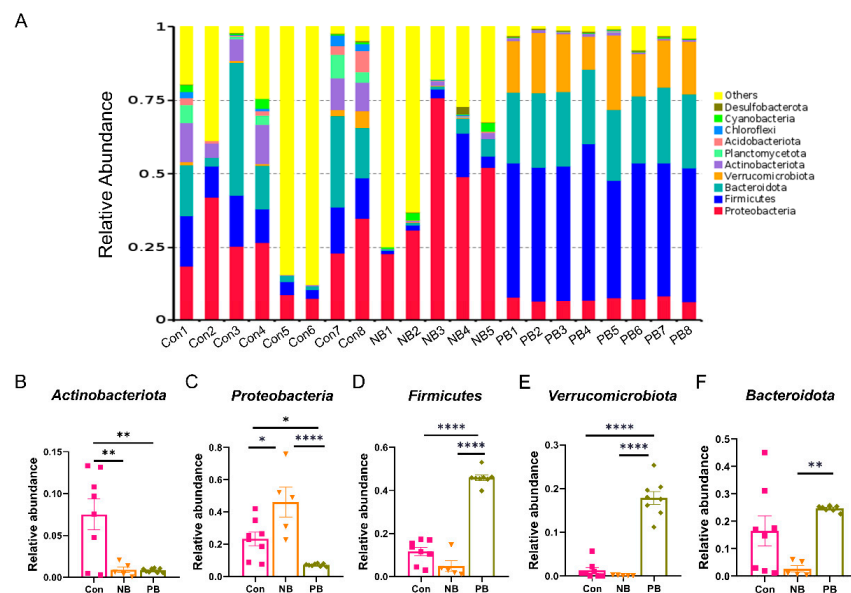 A
Relative Abundance
1
0.75
0.5
0.25
0
Con1 Con2 Con3 Con4 Con5 Con6 Con7 Con8 NB1 NB2 NB3 NB4 NB5 PB1 PB2 PB3 PB4 PB5 PB6 PB7 PB8
Others
Desulfobacterota
Cyanobacteria
Chloroflexi
Acidobacteriota
Planctomycetota
Actinobacteriota
Verrucomicrobiota
Bacteroidota
Firmicutes
Proteobacteria
B
Actinobacteriota
Relative abundance
0.15
0.10
0.05
0.00
**
**
Con NB PB
C
Proteobacteria
Relative abundance
0.8
0.6
0.4
0.2
0.0
*
* ****
Con NB PB
D
Firmicutes
Relative abundance
0.6
0.4
0.2
0.0
****
****
Con NB PB
E
Verrucomicrobiota
Relative abundance
0.3
0.2
0.1
0.0
****
****
Con NB PB
F
Bacteroidota
Relative abundance
0.5
0.4
0.3
0.2
0.1
0.0
**
Con NB PB